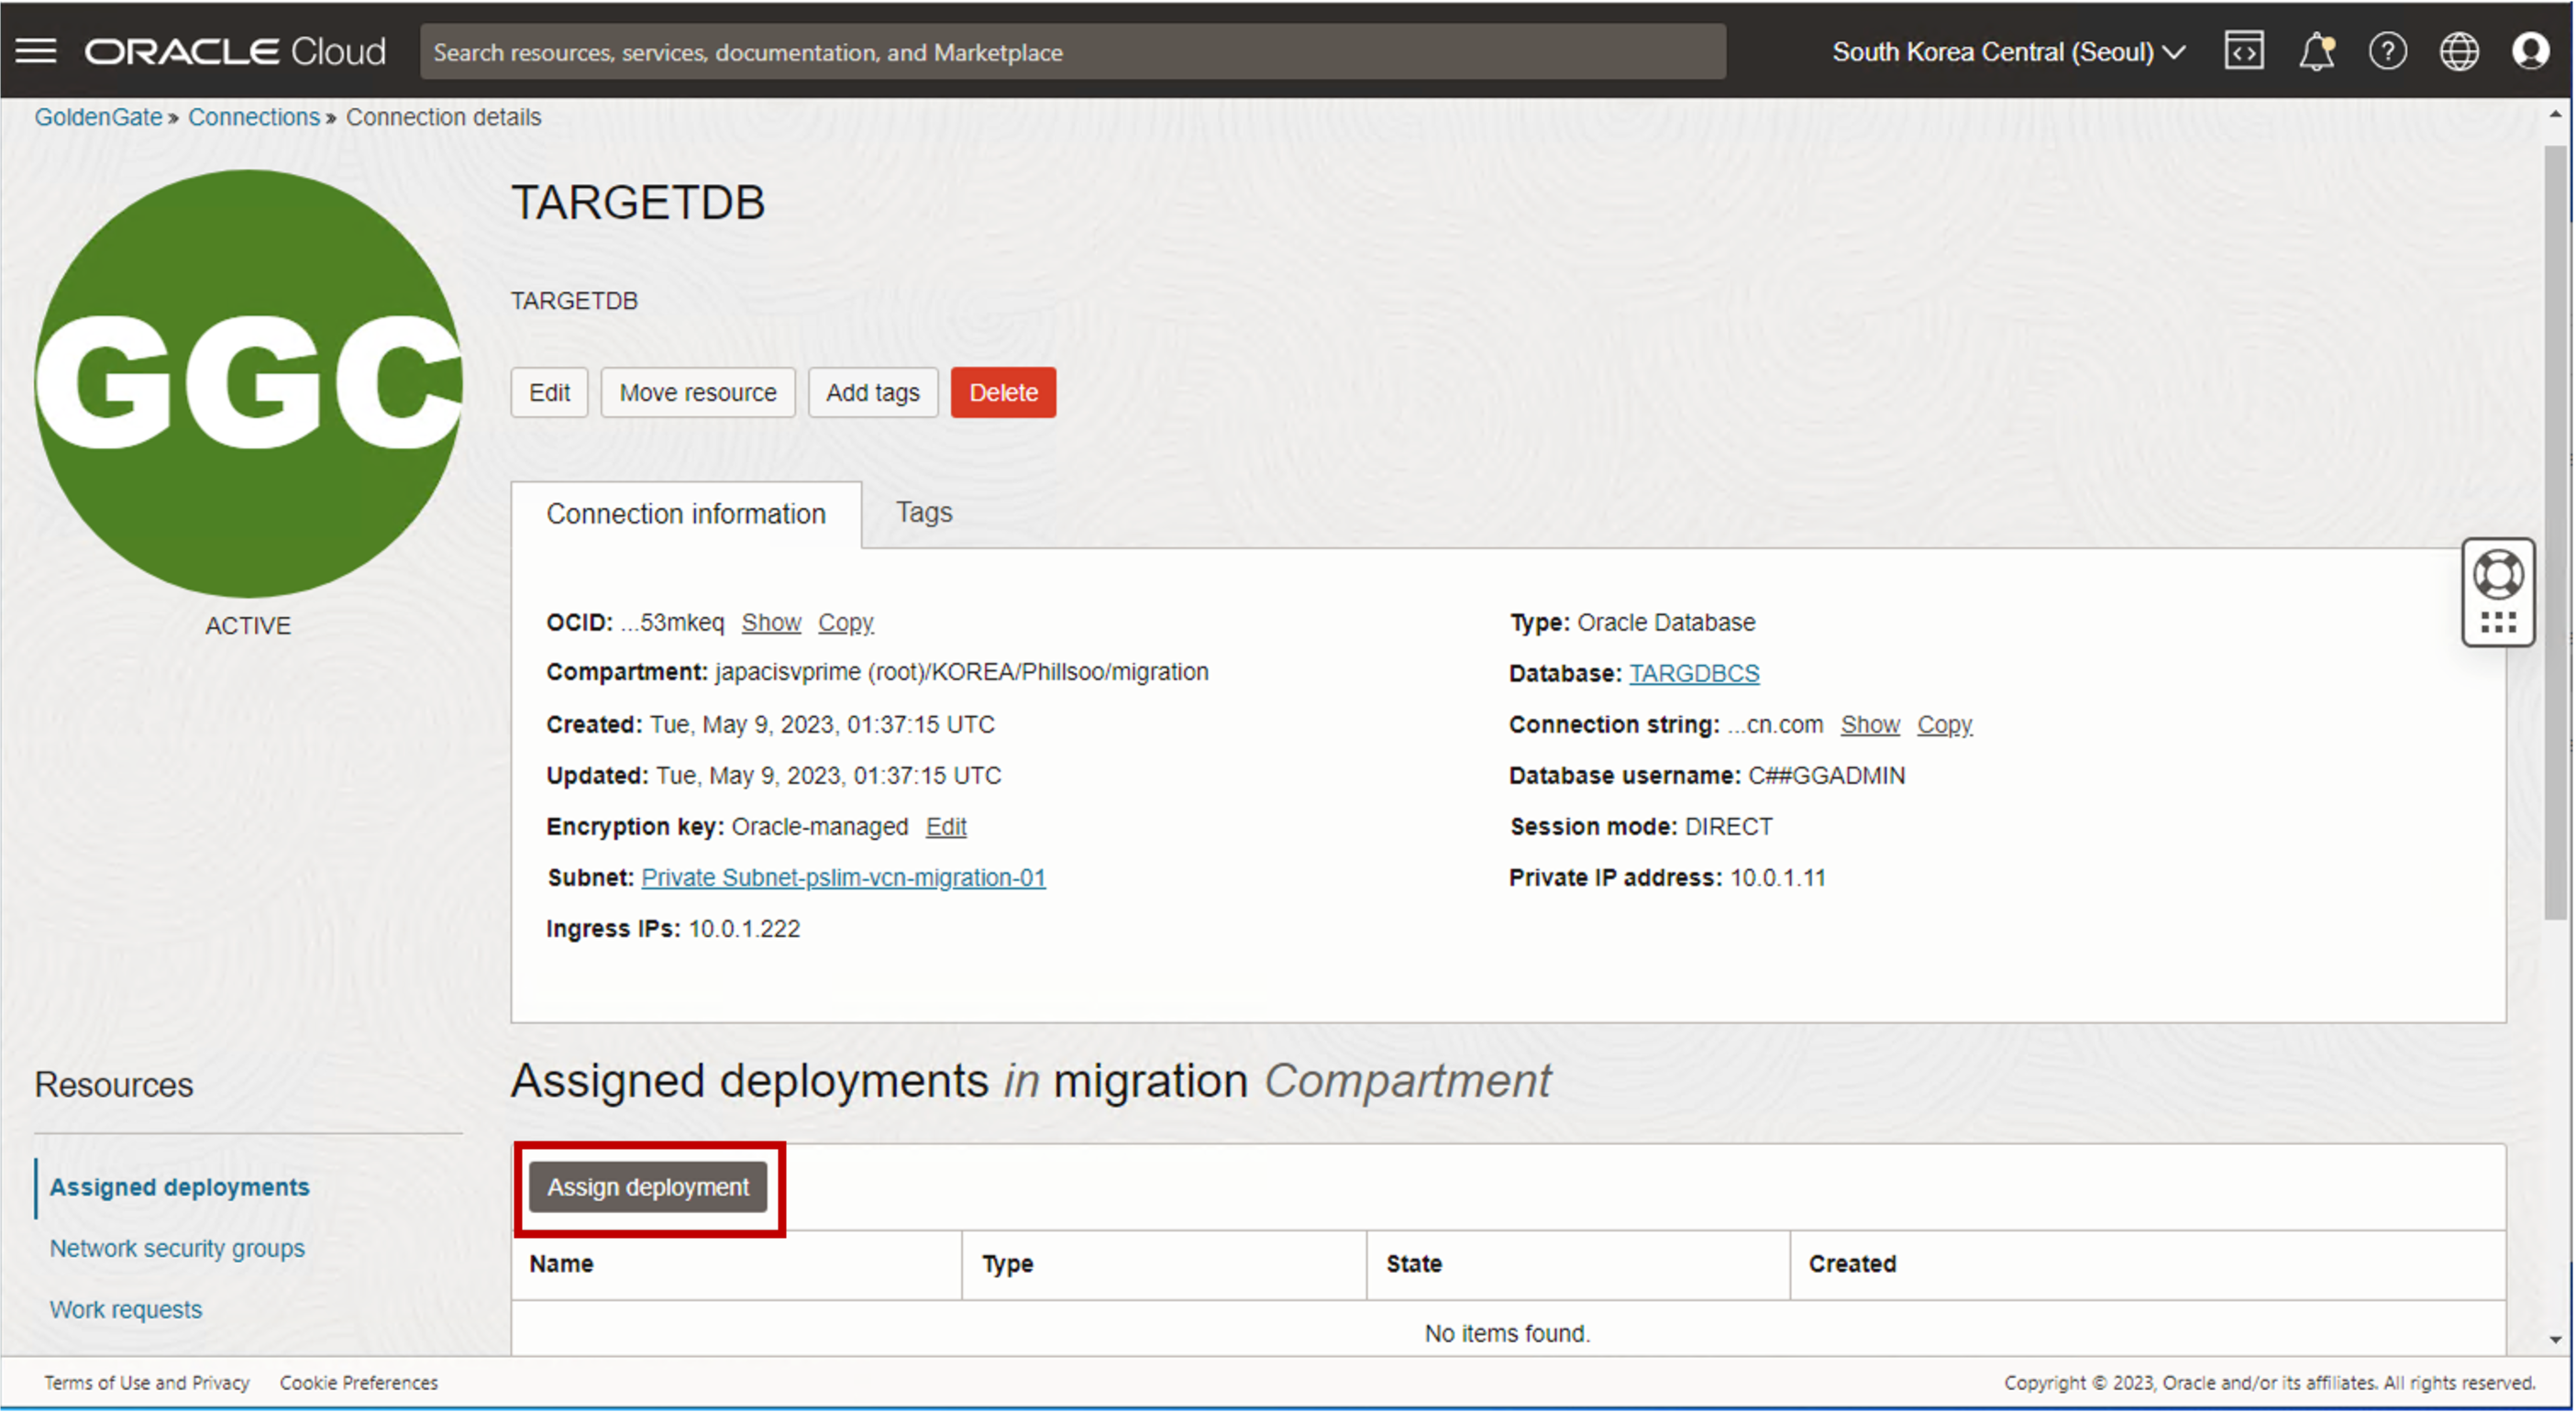 ORACLE Cloud
Search resources, services, documentation, and Marketplace
South Korea Central (Seoul)
GoldenGate » Connections » Connection details
GGC
ACTIVE
TARGETDB
TARGETDB
Edit Move resource Add tags Delete
Connection information Tags
OCID: ...53mkeq Show Copy
Compartment: japacisvprime (root)/KOREA/Phillsoo/migration
Created: Tue, May 9, 2023, 01:37:15 UTC
Updated: Tue, May 9, 2023, 01:37:15 UTC
Encryption key: Oracle-managed Edit
Subnet: Private Subnet-pslim-vcn-migration-01
Ingress IPs: 10.0.1.222
Type: Oracle Database
Database: TARGDBCS
Connection string: ...cn.com Show Copy
Database username: C##GGADMIN
Session mode: DIRECT
Private IP address: 10.0.1.11
Resources
Assigned deployments
Network security groups
Work requests
Assigned deployments in migration Compartment
Assign deployment
Name Type State Created
No items found.
Terms of Use and Privacy Cookie Preferences
Copyright © 2023, Oracle and/or its affiliates. All rights reserved.